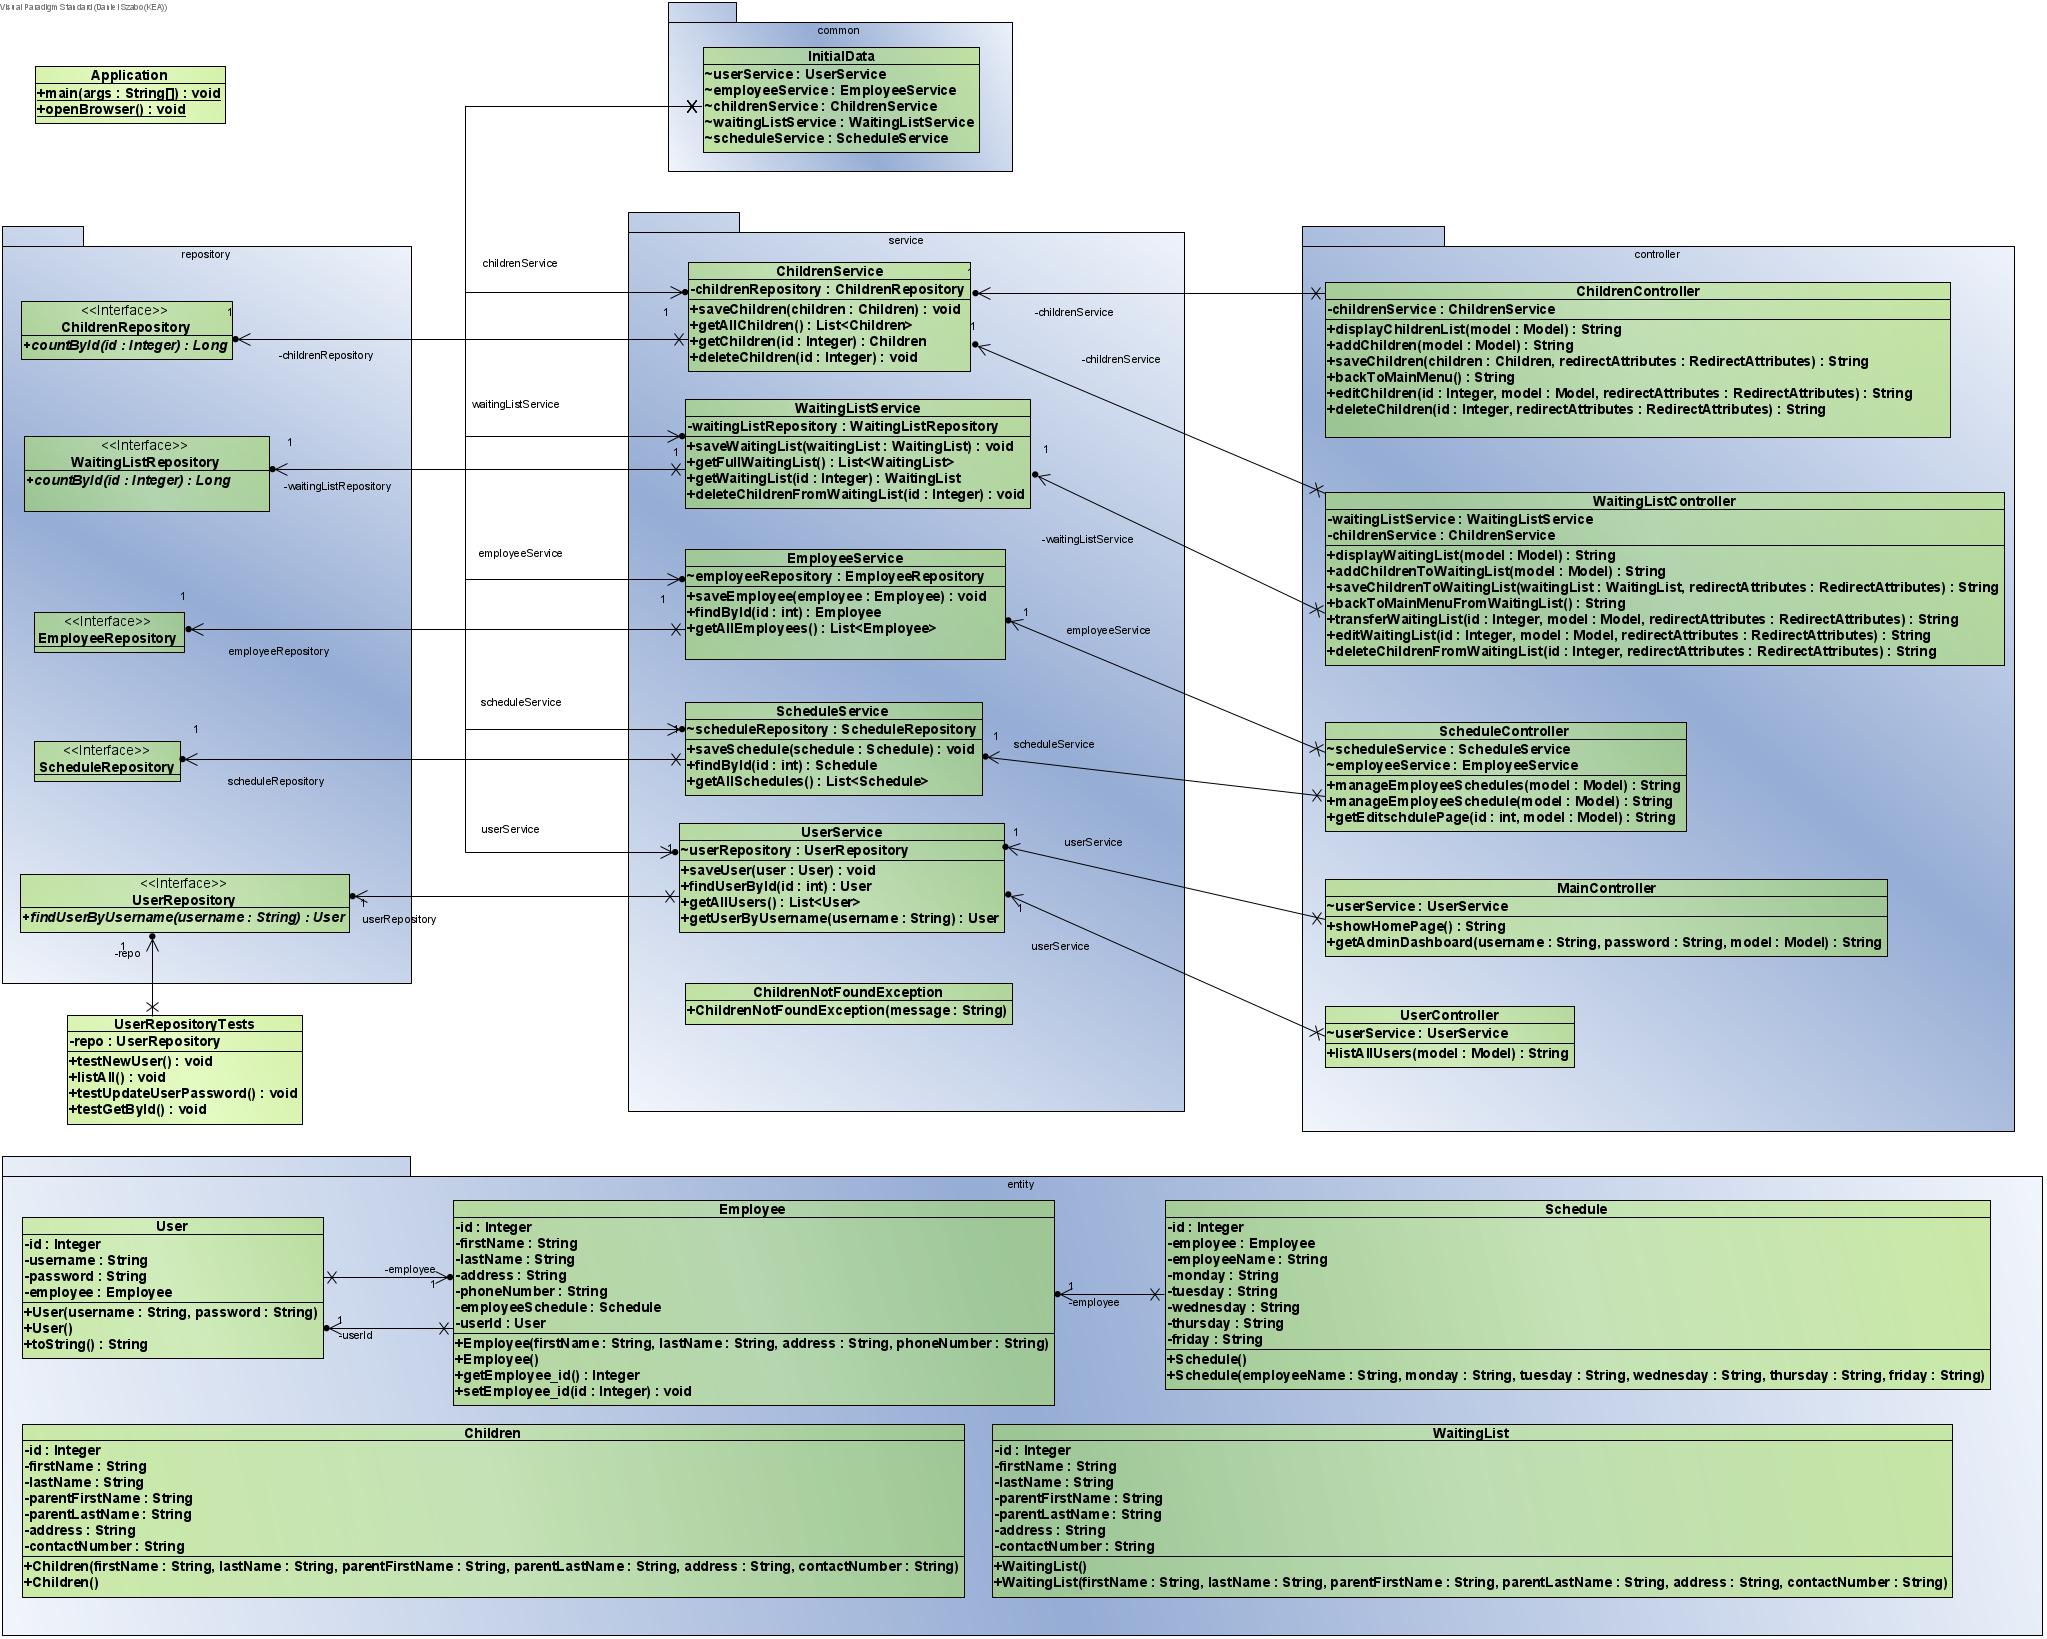 Visual Paradigm Standard(Daniel Szabo(KEA))
common
InitialData
~userService : UserService
~employeeService : EmployeeService
~childrenService : ChildrenService
~waitingListService : WaitingListService
~scheduleService : ScheduleService
Application
+main(args : String[]) : void
+openBrowser() : void
repository
<<Interface>>
ChildrenRepository
+countById(id : Integer) : Long
1
-childrenRepository
<<Interface>>
WaitingListRepository
+countById(id : Integer) : Long
1
-waitingListRepository
<<Interface>>
EmployeeRepository
1
employeeRepository
<<Interface>>
ScheduleRepository
1
scheduleRepository
<<Interface>>
UserRepository
+findUserByUsername(username : String) : User
1
userRepository
1
-repo
UserRepositoryTests
-repo : UserRepository
+testNewUser() : void
+listAll() : void
+testUpdateUserPassword() : void
+testGetById() : void
childrenService
1
waitingListService
1
employeeService
1
scheduleService
1
userService
1
service
ChildrenService
-childrenRepository : ChildrenRepository
+saveChildren(children : Children) : void
+getAllChildren() : List<Children>
+getChildren(id : Integer) : Children
+deleteChildren(id : Integer) : void
WaitingListService
-waitingListRepository : WaitingListRepository
+saveWaitingList(waitingList : WaitingList) : void
+getFullWaitingList() : List<WaitingList>
+getWaitingList(id : Integer) : WaitingList
+deleteChildrenFromWaitingList(id : Integer) : void
EmployeeService
~employeeRepository : EmployeeRepository
+saveEmployee(employee : Employee) : void
+findById(id : int) : Employee
+getAllEmployees() : List<Employee>
ScheduleService
~scheduleRepository : ScheduleRepository
+saveSchedule(schedule : Schedule) : void
+findById(id : int) : Schedule
+getAllSchedules() : List<Schedule>
UserService
~userRepository : UserRepository
+saveUser(user : User) : void
+findUserById(id : int) : User
+getAllUsers() : List<User>
+getUserByUsername(username : String) : User
ChildrenNotFoundException
+ChildrenNotFoundException(message : String)
1
-childrenService
1
-childrenService
1
-waitingListService
1
employeeService
1
scheduleService
1
userService
1
userService
controller
ChildrenController
-childrenService : ChildrenService
+displayChildrenList(model : Model) : String
+addChildren(model : Model) : String
+saveChildren(children : Children, redirectAttributes : RedirectAttributes) : String
+backToMainMenu() : String
+editChildren(id : Integer, model : Model, redirectAttributes : RedirectAttributes) : String
+deleteChildren(id : Integer, redirectAttributes : RedirectAttributes) : String
WaitingListController
-waitingListService : WaitingListService
-childrenService : ChildrenService
+displayWaitingList(model : Model) : String
+addChildrenToWaitingList(model : Model) : String
+saveChildrenToWaitingList(waitingList : WaitingList, redirectAttributes : RedirectAttributes) : String
+backToMainMenuFromWaitingList() : String
+transferWaitingList(id : Integer, model : Model, redirectAttributes : RedirectAttributes) : String
+editWaitingList(id : Integer, model : Model, redirectAttributes : RedirectAttributes) : String
+deleteChildrenFromWaitingList(id : Integer, redirectAttributes : RedirectAttributes) : String
ScheduleController
~scheduleService : ScheduleService
~employeeService : EmployeeService
+manageEmployeeSchedules(model : Model) : String
+manageEmployeeSchedule(model : Model) : String
+getEditschdulePage(id : int, model : Model) : String
MainController
~userService : UserService
+showHomePage() : String
+getAdminDashboard(username : String, password : String, model : Model) : String
UserController
~userService : UserService
+listAllUsers(model : Model) : String
entity
User
-id : Integer
-username : String
-password : String
-employee : Employee
+User(username : String, password : String)
+User()
+toString() : String
-employee
1
1
-userId
Employee
-id : Integer
-firstName : String
-lastName : String
-address : String
-phoneNumber : String
-employeeSchedule : Schedule
-userId : User
+Employee(firstName : String, lastName : String, address : String, phoneNumber : String)
+Employee()
+getEmployee_id() : Integer
+setEmployee_id(id : Integer) : void
1
-employee
Schedule
-id : Integer
-employee : Employee
-employeeName : String
-monday : String
-tuesday : String
-wednesday : String
-thursday : String
-friday : String
+Schedule()
+Schedule(employeeName : String, monday : String, tuesday : String, wednesday : String, thursday : String, friday : String)
Children
-id : Integer
-firstName : String
-lastName : String
-parentFirstName : String
-parentLastName : String
-address : String
-contactNumber : String
+Children(firstName : String, lastName : String, parentFirstName : String, parentLastName : String, address : String, contactNumber : String)
+Children()
WaitingList
-id : Integer
-firstName : String
-lastName : String
-parentFirstName : String
-parentLastName : String
-address : String
-contactNumber : String
+WaitingList()
+WaitingList(firstName : String, lastName : String, parentFirstName : String, parentLastName : String, address : String, contactNumber : String)